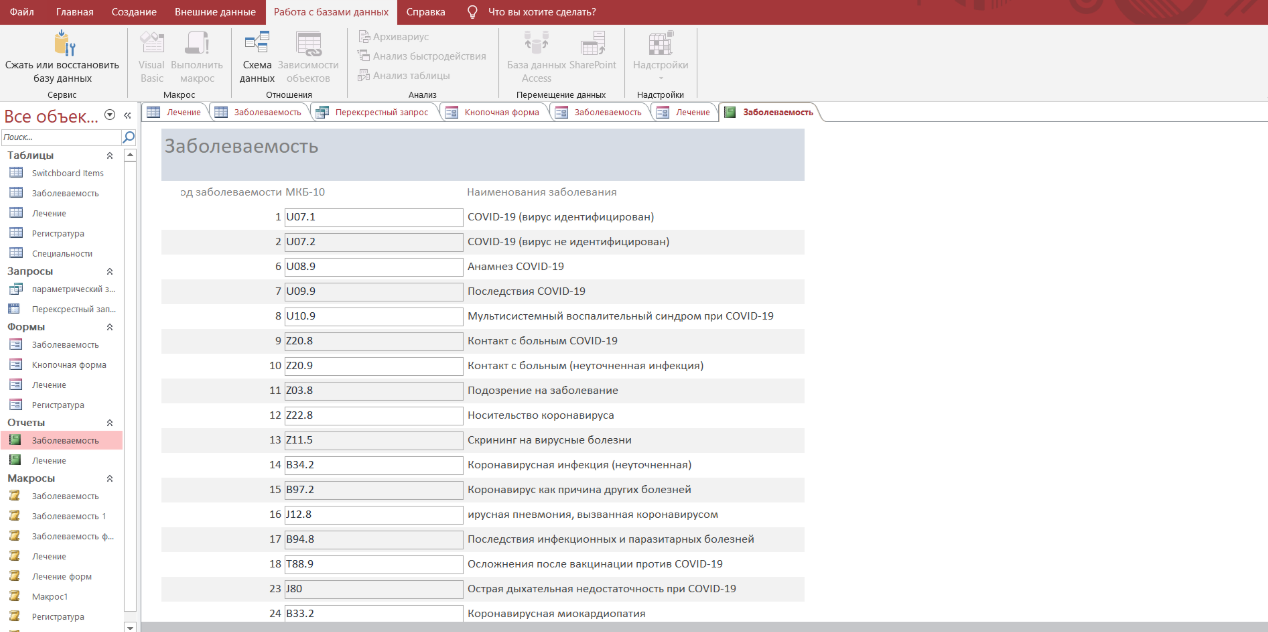 Файл Главная Создание Внешние данные Работа с базами данных Справка Что вы хотите сделать?
Сжать или восстановить базу данных
Visual Basic
Выполнить макрос
Схема данных
Зависимости объектов
Архивариус
Анализ быстродействия
Анализ таблицы
База данных Access
SharePoint
Надстройки
Сервис Макрос Отношения Анализ Перемещение данных Надстройки
Все объек... «
Поиск...
Таблицы
Switchboard Items
Заболеваемость
Лечение
Регистратура
Специальности
Запросы
параметрический з...
Перексрестный зап...
Формы
Заболеваемость
Кнопочная форма
Лечение
Регистратура
Отчеты
Заболеваемость
Лечение
Макросы
Заболеваемость
Заболеваемость 1
Заболеваемость ф...
Лечение
Лечение форм
Макрос1
Регистратура
Лечение Заболеваемость Перексрестный запрос Кнопочная форма Заболеваемость Лечение Заболеваемость
Заболеваемость
од заболеваемости МКБ-10 Наименования заболевания
1 U07.1 COVID-19 (вирус идентифицирован)
2 U07.2 COVID-19 (вирус не идентифицирован)
6 U08.9 Анамнез COVID-19
7 U09.9 Последствия COVID-19
8 U10.9 Мультисистемный воспалительный синдром при COVID-19
9 Z20.8 Контакт с больным COVID-19
10 Z20.9 Контакт с больным (неуточненная инфекция)
11 Z03.8 Подозрение на заболевание
12 Z22.8 Носительство коронавируса
13 Z11.5 Скрининг на вирусные болезни
14 B34.2 Коронавирусная инфекция (неуточненная)
15 B97.2 Коронавирус как причина других болезней
16 J12.8 ирусная пневмония, вызванная коронавирусом
17 B94.8 Последствия инфекционных и паразитарных болезней
18 T88.9 Осложнения после вакцинации против COVID-19
23 J80 Острая дыхательная недостаточность при COVID-19
24 B33.2 Коронавирусная миокардиопатия